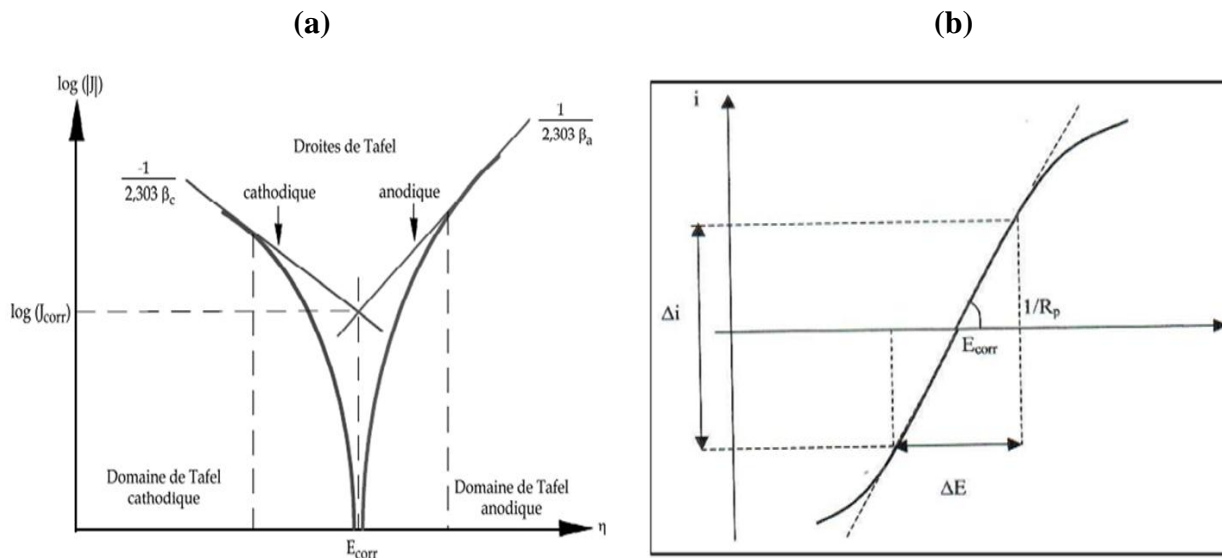 (a)
(b)
log (|J|)
1
2,303 βa
Droites de Tafel
-1
2,303 βc
cathodique
anodique
log (Jcorr)
Domaine de Tafel
cathodique
Domaine de Tafel
anodique
η
Ecorr
i
Δi
1/Rp
Ecorr
ΔE